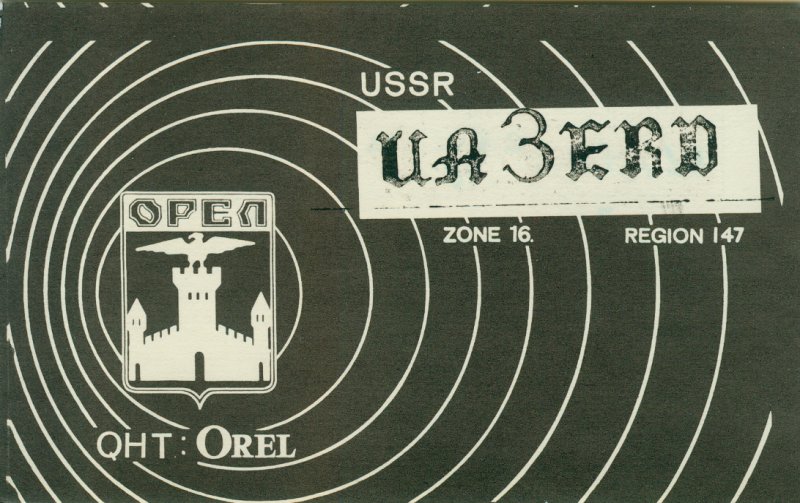 USSR
UA3ERD
ZONE 16.
REGION 147
ОРЕЛ
QHT: OREL